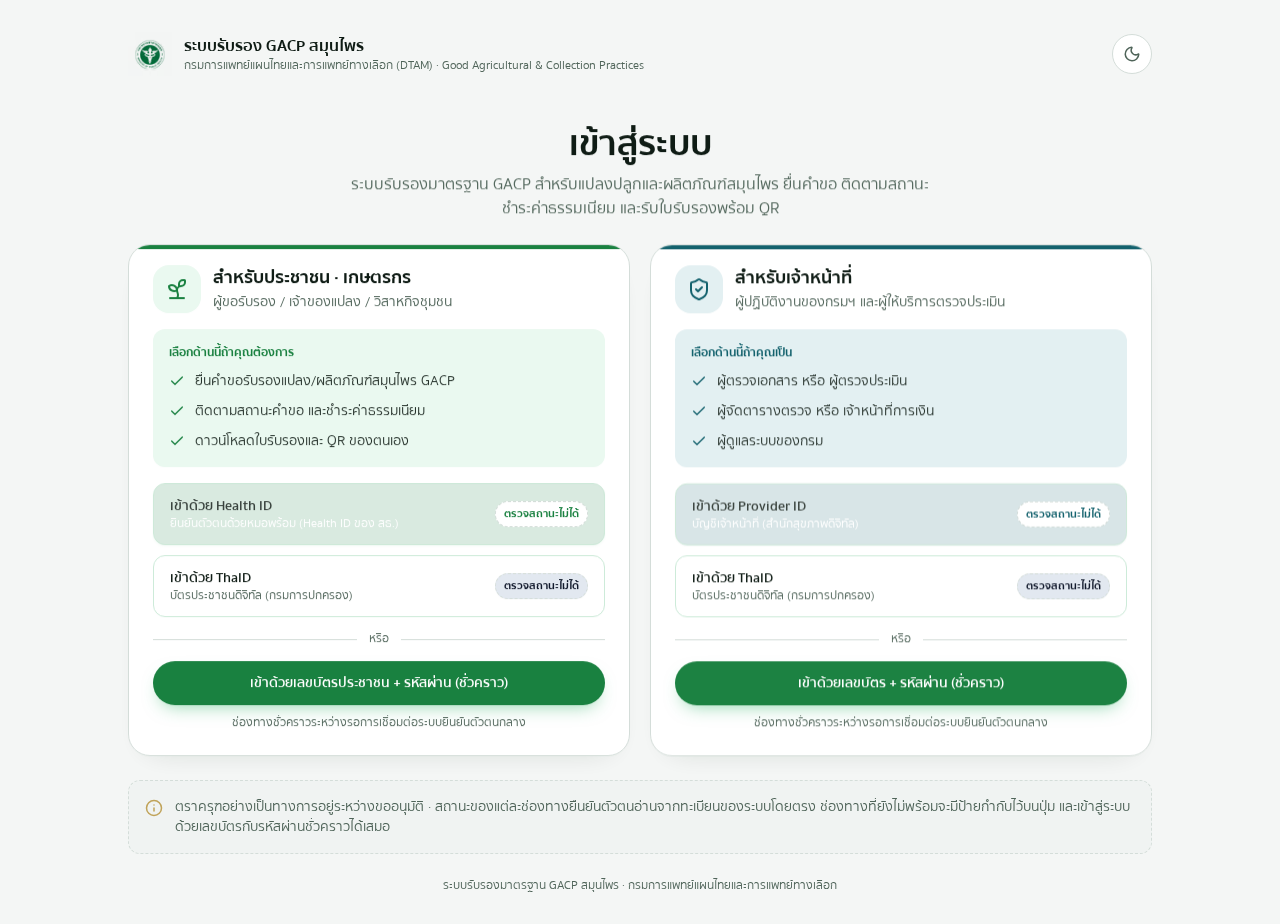 ระบบรับรอง GACP สมุนไพร
กรมการแพทย์แผนไทยและการแพทย์ทางเลือก (DTAM) · Good Agricultural & Collection Practices
เข้าสู่ระบบ
ระบบรับรองมาตรฐาน GACP สำหรับแปลงปลูกและผลิตภัณฑ์สมุนไพร ยื่นคำขอ ติดตามสถานะ
ชำระค่าธรรมเนียม และรับใบรับรองพร้อม QR
สำหรับประชาชน · เกษตรกร
ผู้ขอรับรอง / เจ้าของแปลง / วิสาหกิจชุมชน
เลือกด้านนี้ถ้าคุณต้องการ
ยื่นคำขอรับรองแปลง/ผลิตภัณฑ์สมุนไพร GACP
ติดตามสถานะคำขอ และชำระค่าธรรมเนียม
ดาวน์โหลดใบรับรองและ QR ของตนเอง
เข้าด้วย Health ID
ยืนยันตัวตนด้วยหมอพร้อม (Health ID ของ สธ.)
ตรวจสถานะไม่ได้
เข้าด้วย ThaID
บัตรประชาชนดิจิทัล (กรมการปกครอง)
ตรวจสถานะไม่ได้
หรือ
เข้าด้วยเลขบัตรประชาชน + รหัสผ่าน (ชั่วคราว)
ช่องทางชั่วคราวระหว่างรอการเชื่อมต่อระบบยืนยันตัวตนกลาง
สำหรับเจ้าหน้าที่
ผู้ปฏิบัติงานของกรมฯ และผู้ให้บริการตรวจประเมิน
เลือกด้านนี้ถ้าคุณเป็น
ผู้ตรวจเอกสาร หรือ ผู้ตรวจประเมิน
ผู้จัดตารางตรวจ หรือ เจ้าหน้าที่การเงิน
ผู้ดูแลระบบของกรม
เข้าด้วย Provider ID
บัญชีเจ้าหน้าที่ (สำนักสุขภาพดิจิทัล)
ตรวจสถานะไม่ได้
เข้าด้วย ThaID
บัตรประชาชนดิจิทัล (กรมการปกครอง)
ตรวจสถานะไม่ได้
หรือ
เข้าด้วยเลขบัตร + รหัสผ่าน (ชั่วคราว)
ช่องทางชั่วคราวระหว่างรอการเชื่อมต่อระบบยืนยันตัวตนกลาง
ตราครุฑอย่างเป็นทางการอยู่ระหว่างขออนุมัติ · สถานะของแต่ละช่องทางยืนยันตัวตนอ่านจากทะเบียนของระบบโดยตรง ช่องทางที่ยังไม่พร้อมจะมีป้ายกำกับไว้บนปุ่ม และเข้าสู่ระบบ
ด้วยเลขบัตรกับรหัสผ่านชั่วคราวได้เสมอ
ระบบรับรองมาตรฐาน GACP สมุนไพร · กรมการแพทย์แผนไทยและการแพทย์ทางเลือก